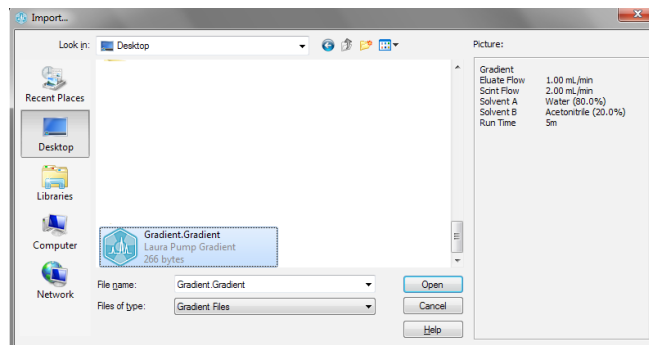 Import...
Look in:
Desktop
Picture:
Recent Places
Desktop
Libraries
Computer
Network
Gradient.Gradient
Laura Pump Gradient
266 bytes
File name:
Gradient.Gradient
Open
Files of type:
Gradient Files
Cancel
Help
Gradient
Eluate Flow 1.00 mL/min
Scint Flow 2.00 mL/min
Solvent A Water (80.0%)
Solvent B Acetonitrile (20.0%)
Run Time 5m